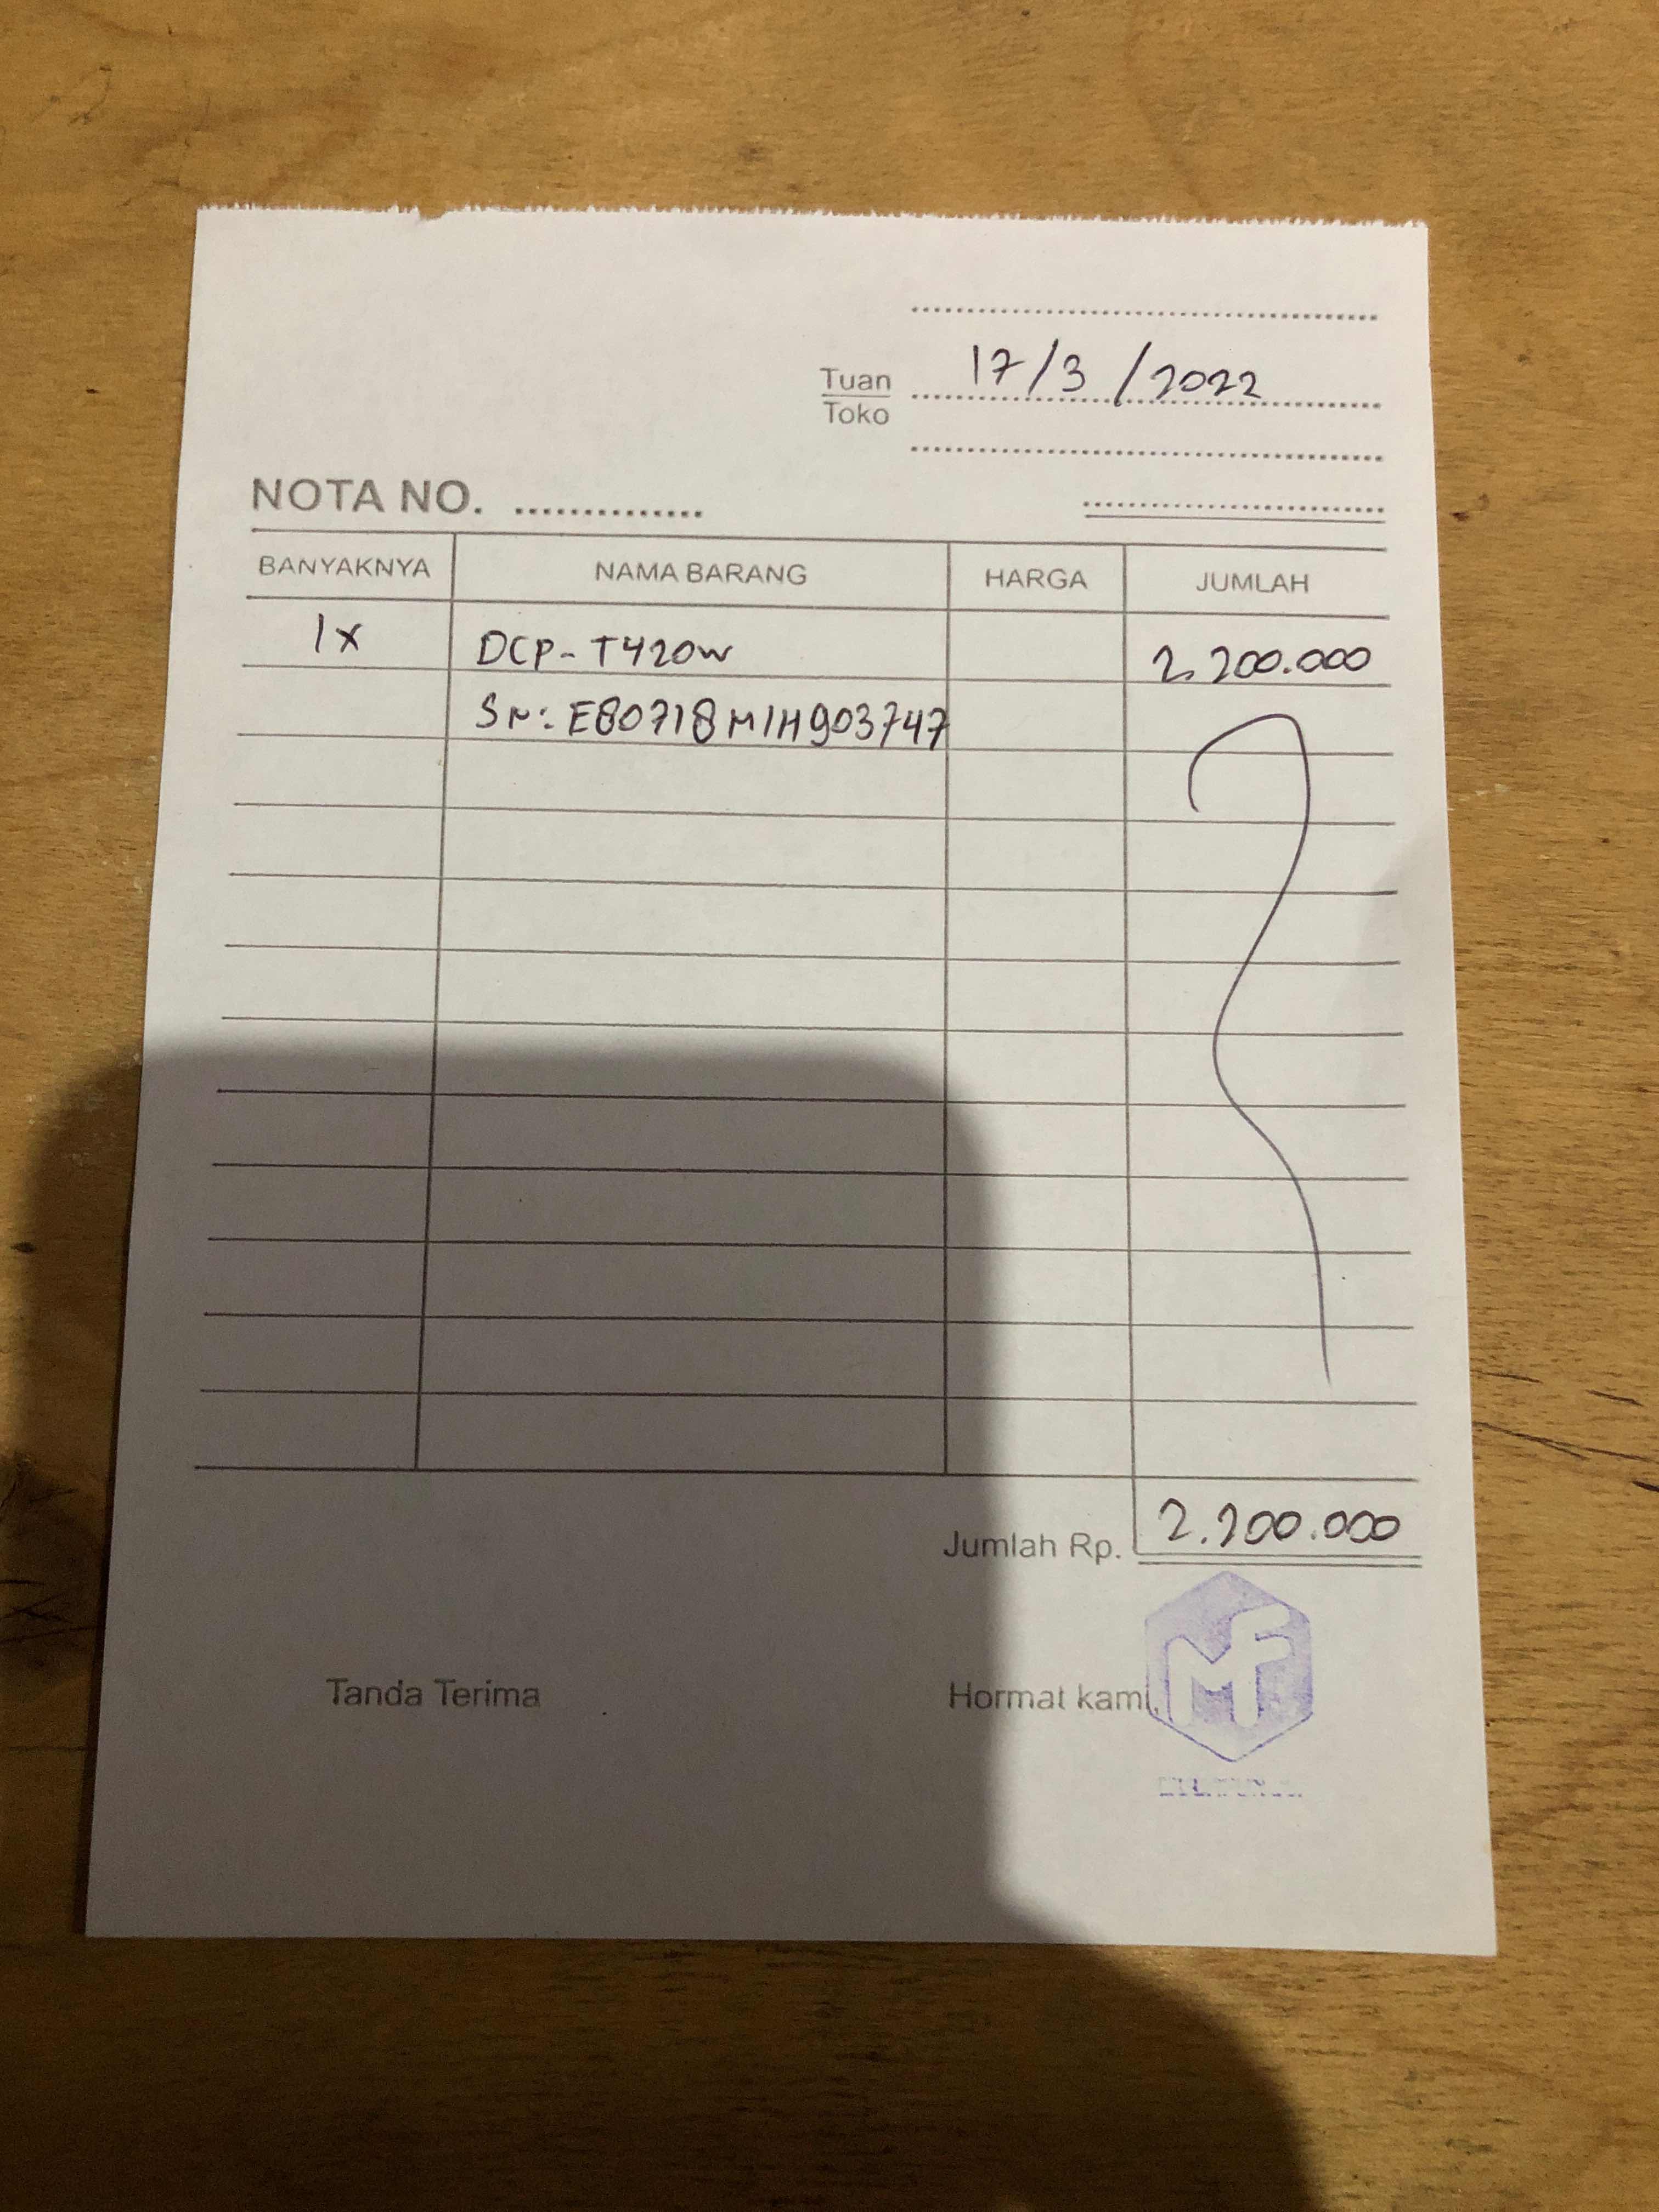 17/3/2022
Tuan
Toko
NOTA NO.
BANYAKNYA NAMA BARANG HARGA JUMLAH
1x DCP-T420W 2.200.000
SN: E80718M1H903747
Jumlah Rp. 2.200.000
Tanda Terima Hormat kami,
MF